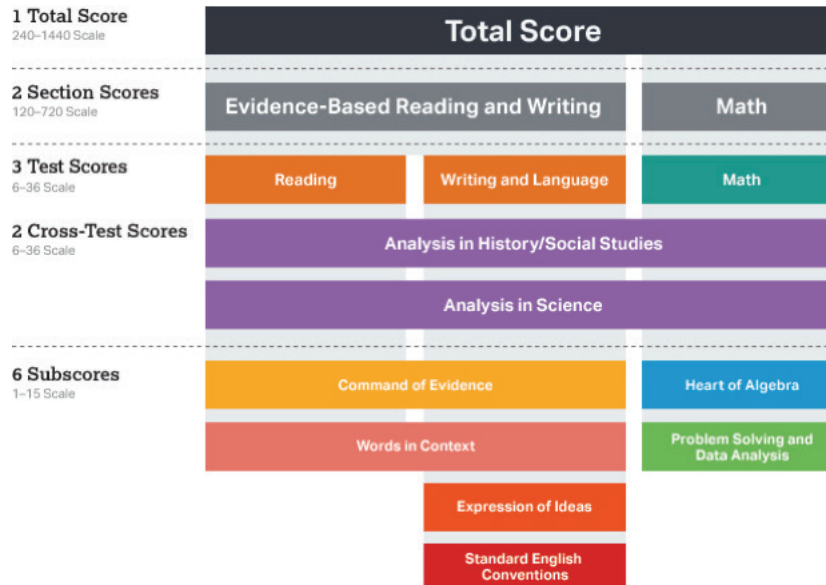 1 Total Score
240–1440 Scale
Total Score
2 Section Scores
120–720 Scale
Evidence-Based Reading and Writing
Math
3 Test Scores
6–36 Scale
Reading
Writing and Language
Math
2 Cross-Test Scores
6–36 Scale
Analysis in History/Social Studies
Analysis in Science
6 Subscores
1–15 Scale
Command of Evidence
Heart of Algebra
Words in Context
Problem Solving and
Data Analysis
Expression of Ideas
Standard English
Conventions